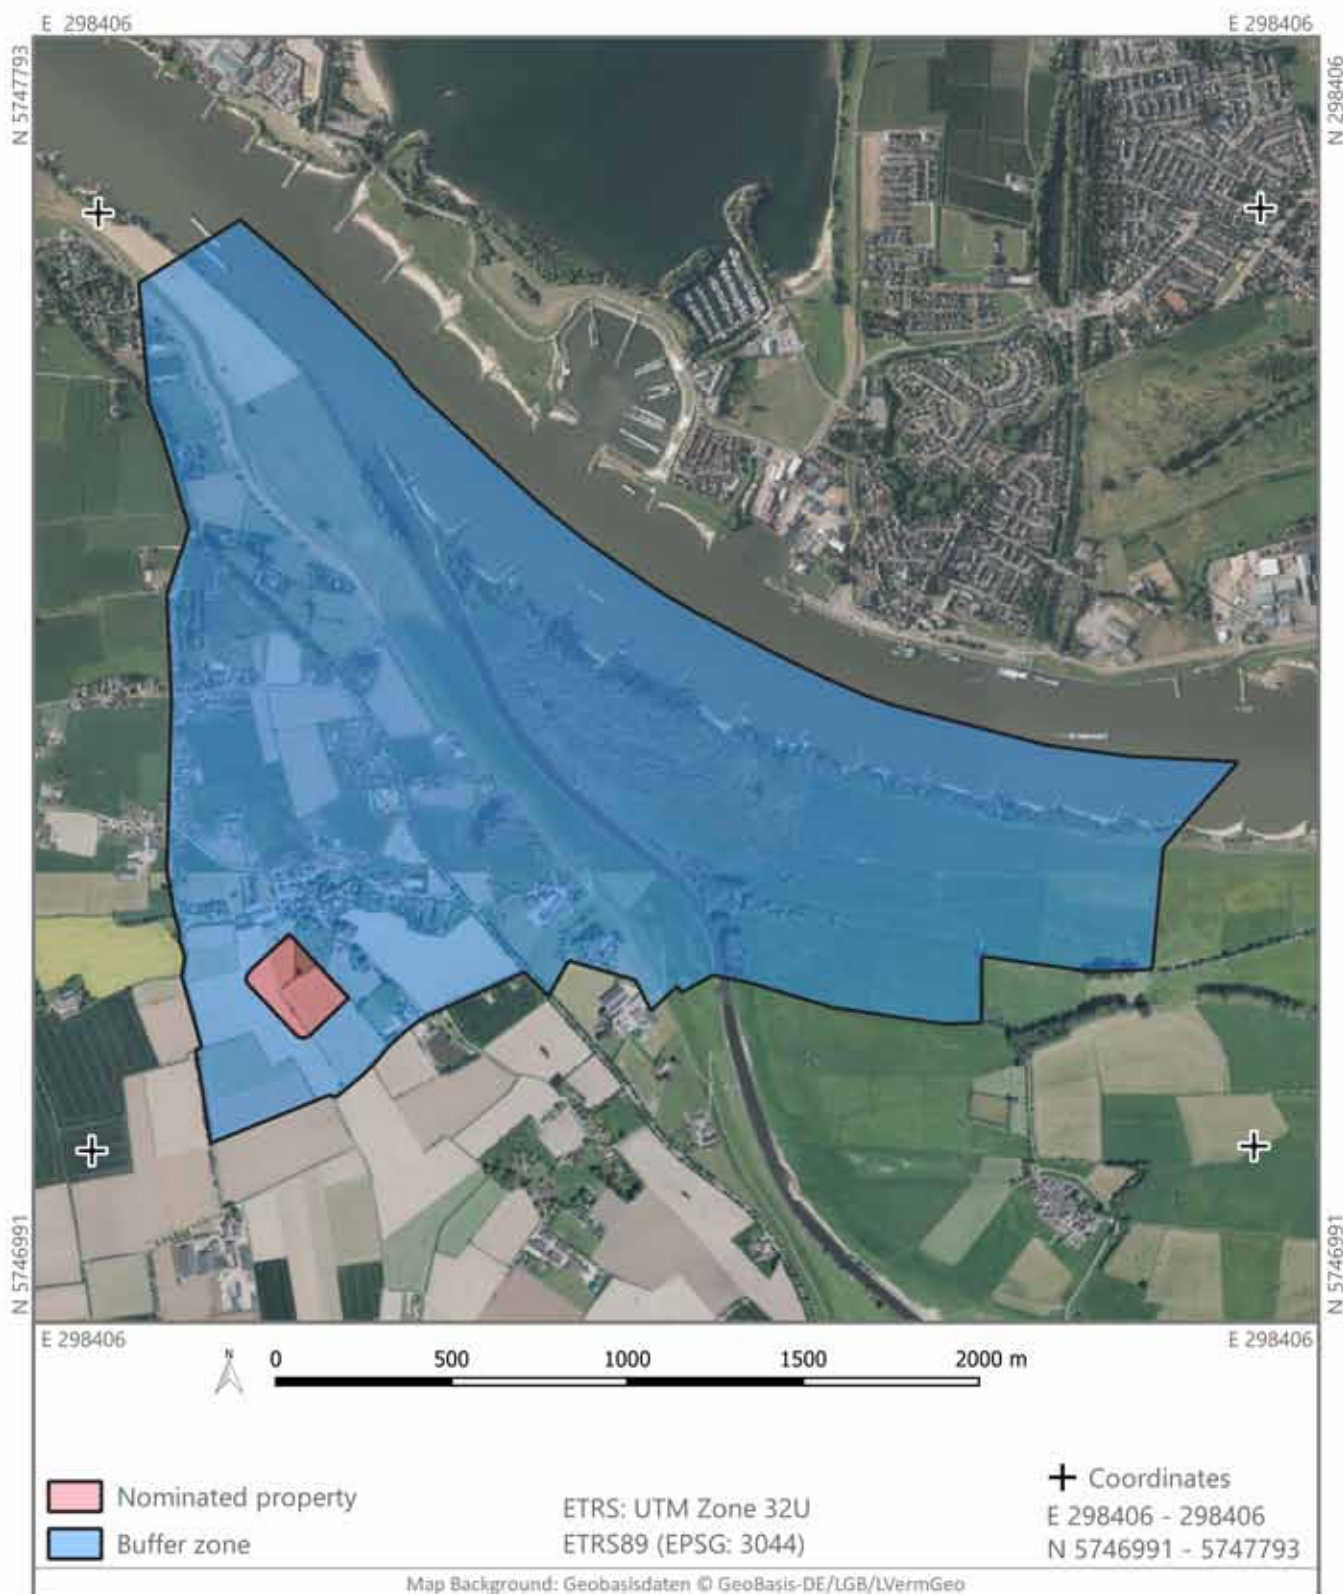 E 298406
E 298406
N 5747793
N 298406
N 5746991
N 5746991
E 298406
E 298406
N
0 500 1000 1500 2000 m
Nominated property
Buffer zone
ETRS: UTM Zone 32U
ETRS89 (EPSG: 3044)
Coordinates
E 298406 - 298406
N 5746991 - 5747793
Map Background: Geobasisdaten © GeoBasis-DE/LGB/LVermGeo